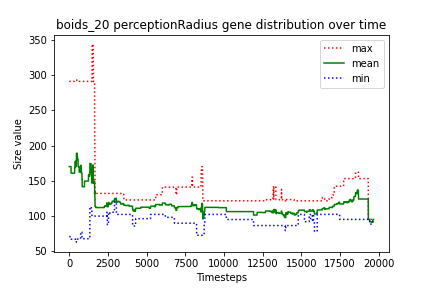 boids_20 perceptionRadius gene distribution over time
350
300
250
200
150
100
50
Size value
max
mean
min
0
2500
5000
7500
10000
12500
15000
17500
20000
Timesteps